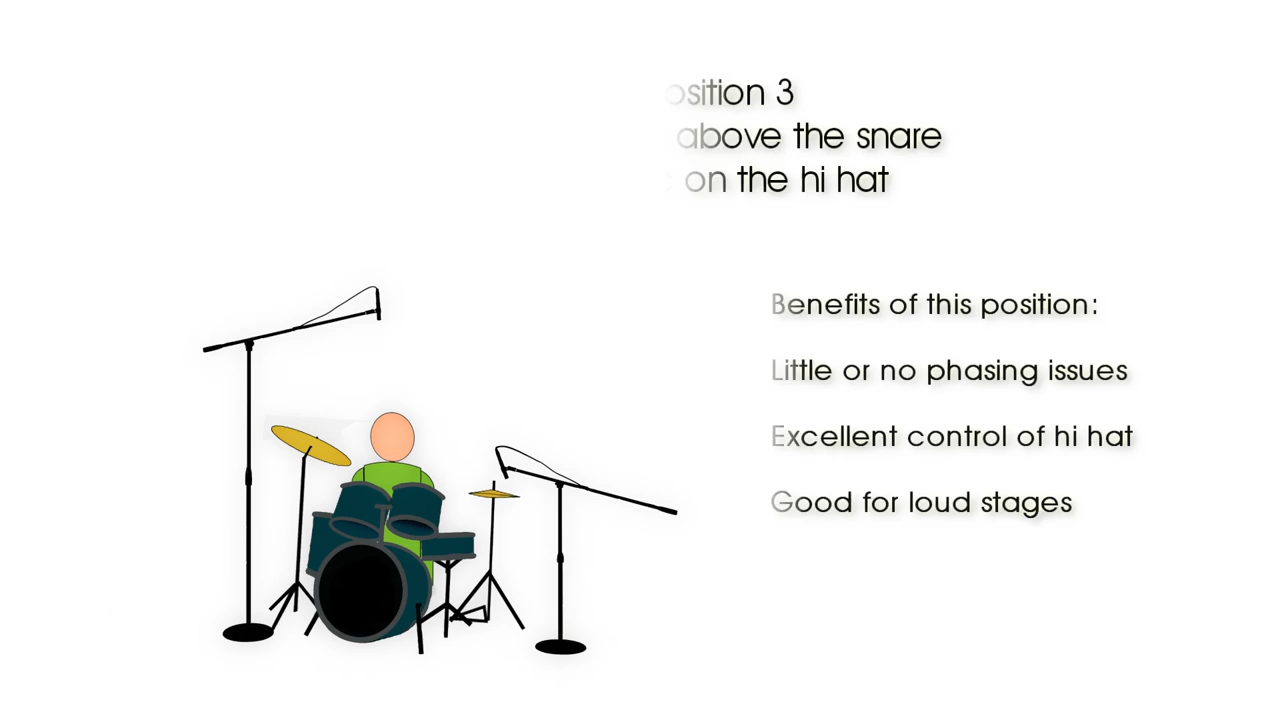 osition 3
above the snare
on the hi hat
Benefits of this position:
Little or no phasing issues
Excellent control of hi hat
Good for loud stages